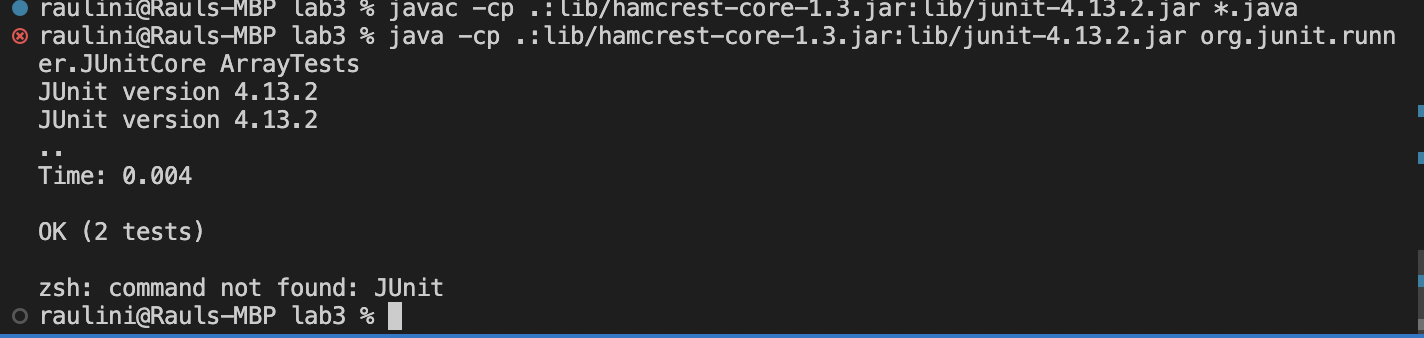 raulini@Rauls-MBP lab3 % javac -cp .:lib/hamcrest-core-1.3.jar:lib/junit-4.13.2.jar *.java
raulini@Rauls-MBP lab3 % java -cp .:lib/hamcrest-core-1.3.jar:lib/junit-4.13.2.jar org.junit.runn
er.JUnitCore ArrayTests
JUnit version 4.13.2
JUnit version 4.13.2
..
Time: 0.004
OK (2 tests)
zsh: command not found: JUnit
raulini@Rauls-MBP lab3 %